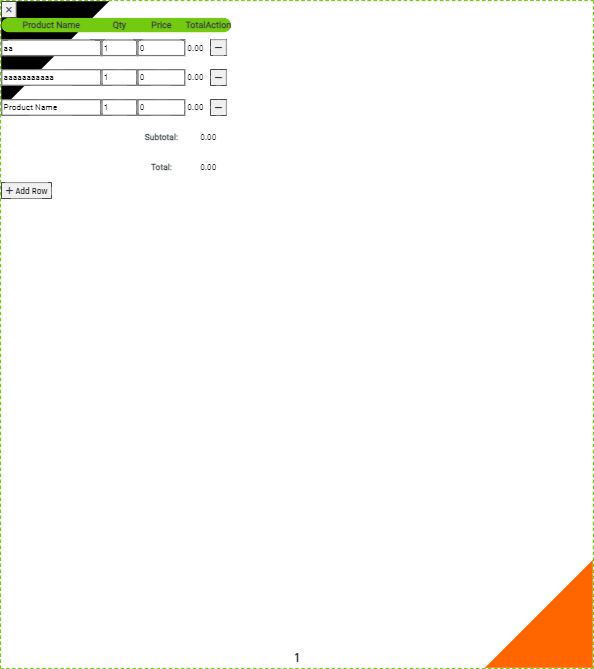 ×
Product Name Qty Price Total Action
aa 1 0 0.00 −
aaaaaaaaaaa 1 0 0.00 −
Product Name 1 0 0.00 −
Subtotal: 0.00
Total: 0.00
+ Add Row
1